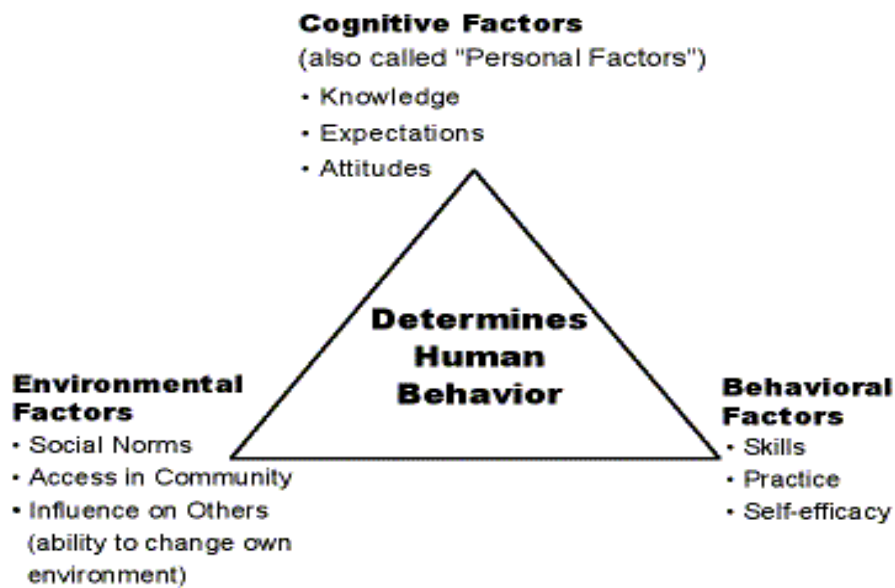 Cognitive Factors
(also called "Personal Factors")
• Knowledge
• Expectations
• Attitudes
Determines
Human
Behavior
Environmental
Factors
• Social Norms
• Access in Community
• Influence on Others
(ability to change own
environment)
Behavioral
Factors
• Skills
• Practice
• Self-efficacy